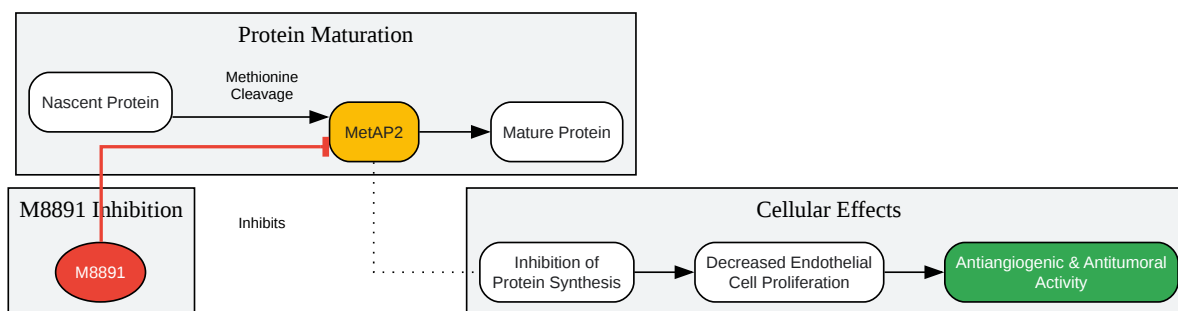 Protein Maturation
Methionine
Cleavage
Nascent Protein
MetAP2
Mature Protein
M8891 Inhibition
Inhibits
M8891
Cellular Effects
Inhibition of
Protein Synthesis
Decreased Endothelial
Cell Proliferation
Antiangiogenic & Antitumoral
Activity